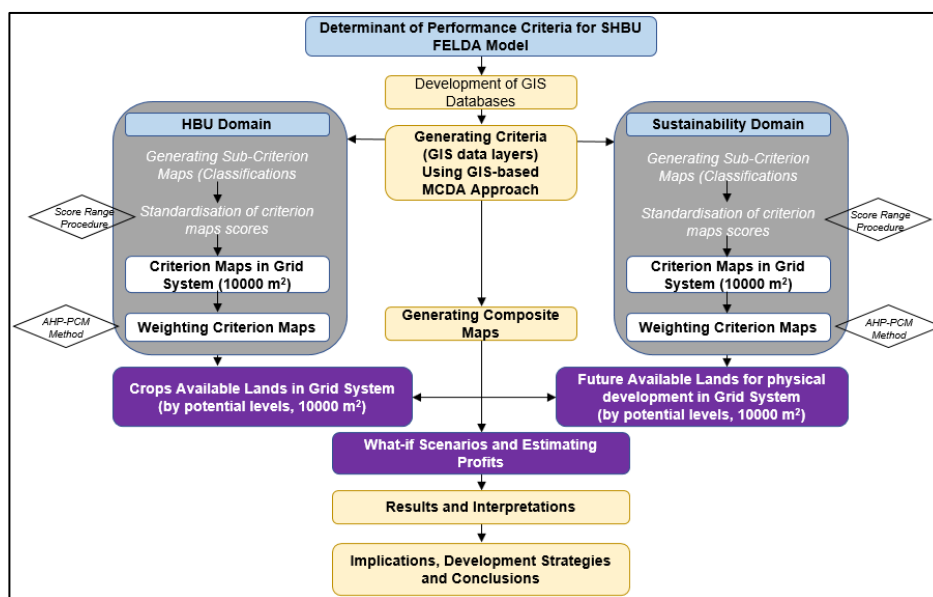 Determinant of Performance Criteria for SHBU
FELDA Model
Development of GIS
Databases
HBU Domain
Generating Sub-Criterion
Maps (Classifications
Score Range
Procedure
Standardisation of criterion
maps scores
Criterion Maps in Grid
System (10000 m²)
AHP-PCM
Method
Weighting Criterion Maps
Generating Criteria
(GIS data layers)
Using GIS-based
MCDA Approach
Generating Composite
Maps
Sustainability Domain
Generating Sub-Criterion
Maps (Classifications
Standardisation of criterion
maps scores
Score Range
Procedure
Criterion Maps in Grid
System (10000 m²)
Weighting Criterion Maps
AHP-PCM
Method
Crops Available Lands in Grid System
(by potential levels, 10000 m²)
Future Available Lands for physical
development in Grid System
(by potential levels, 10000 m²)
What-if Scenarios and Estimating
Profits
Results and Interpretations
Implications, Development Strategies
and Conclusions